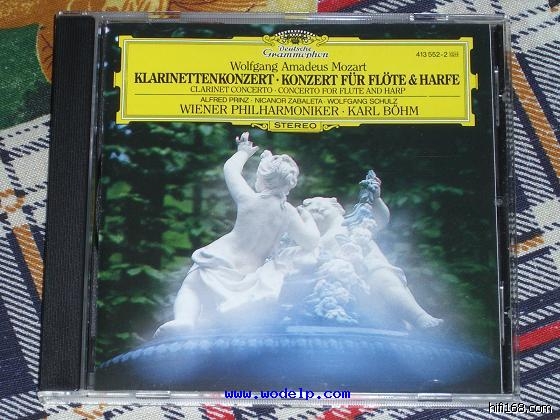 Deutsche
Grammophon
413 552-2
Wolfgang Amadeus Mozart
KLARINETTENKONZERT · KONZERT FÜR FLÖTE & HARFE
CLARINET CONCERTO · CONCERTO FOR FLUTE AND HARP
ALFRED PRINZ · NICANOR ZABALETA · WOLFGANG SCHULZ
WIENER PHILHARMONIKER · KARL BÖHM
STEREO
www.wodelp.com
hifi168.com